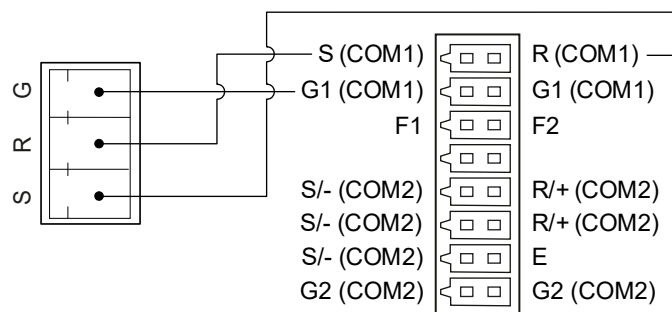 G
R
S
S (COM1)
R (COM1)
G1 (COM1)
G1 (COM1)
F1
F2
S/- (COM2)
R/+ (COM2)
S/- (COM2)
R/+ (COM2)
S/- (COM2)
E
G2 (COM2)
G2 (COM2)